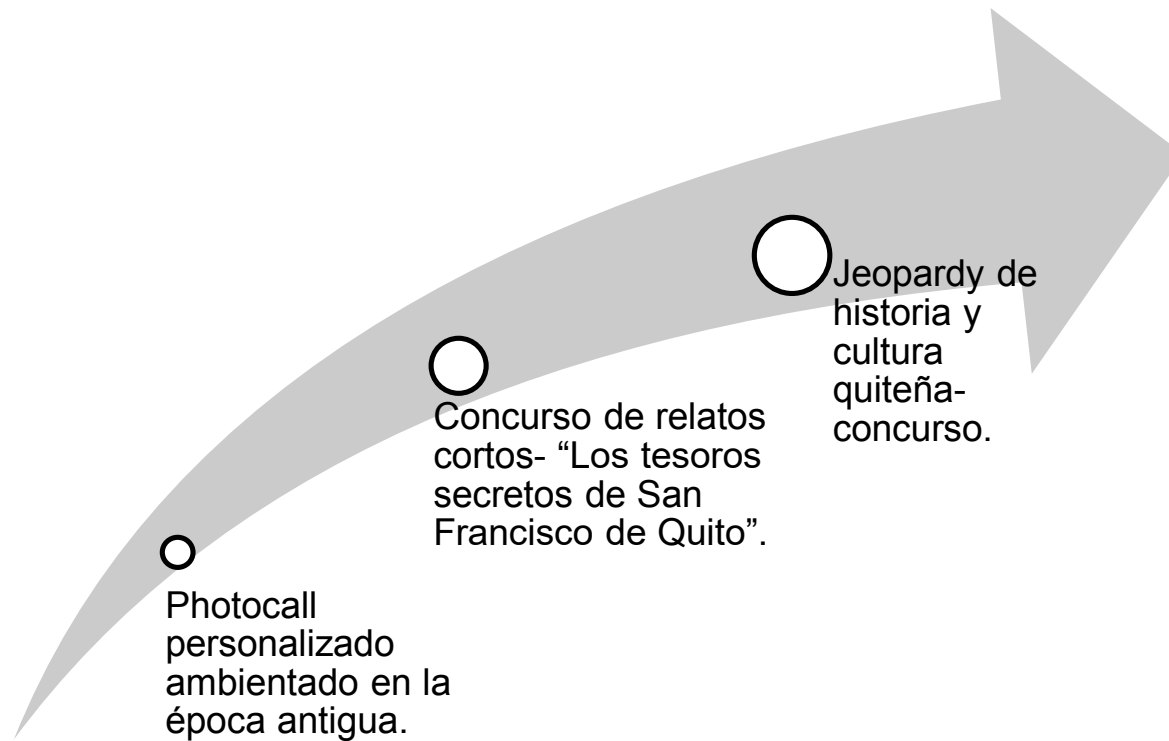 Photocall
personalizado
ambientado en la
época antigua.
Concurso de relatos
cortos- “Los tesoros
secretos de San
Francisco de Quito”.
Jeopardy de
historia y
cultura
quiteña-
concurso.